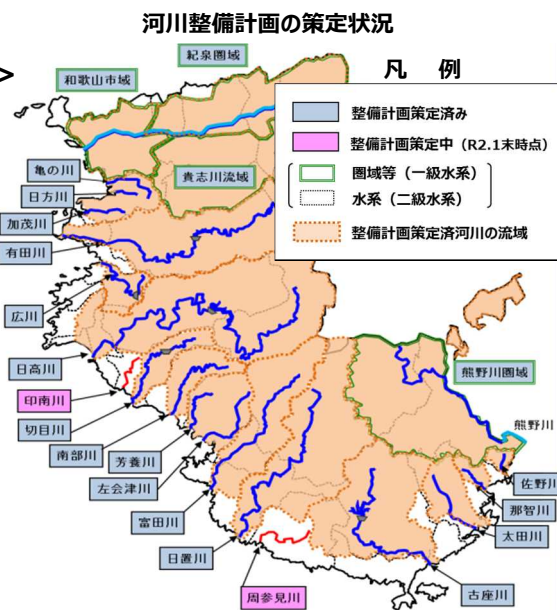 河川整備計画の策定状況
>
紀泉圏域
和歌山市域
凡 例
整備計画策定済み
整備計画策定中（R2.1末時点）
圏域等（一級水系）
水系（二級水系）
整備計画策定済河川の流域
貴志川流域
亀の川
日方川
加茂川
有田川
広川
日高川
印南川
切目川
南部川
芳養川
左会津川
富田川
日置川
周参見川
熊野川圏域
熊野川
佐野川
那智川
太田川
古座川